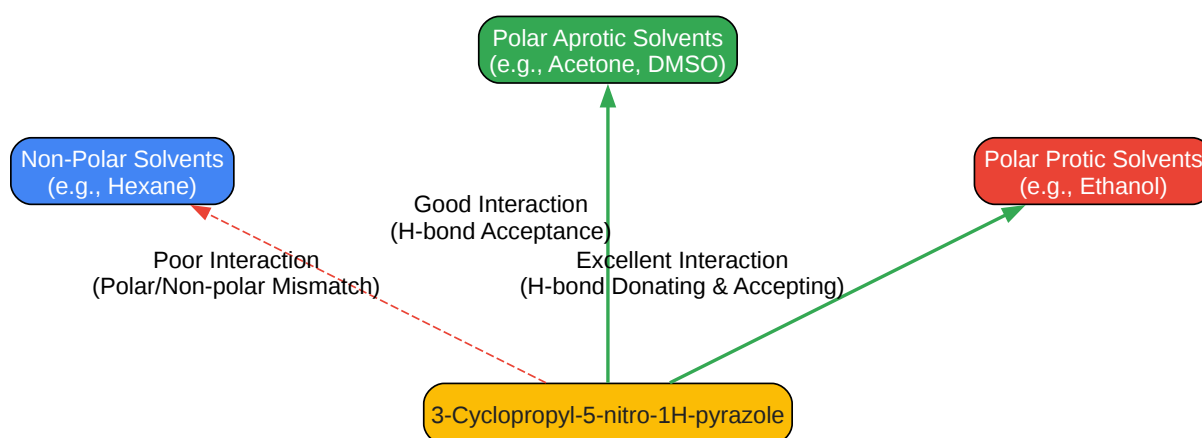 Polar Aprotic Solvents
(e.g., Acetone, DMSO)
Non-Polar Solvents
(e.g., Hexane)
Polar Protic Solvents
(e.g., Ethanol)
Good Interaction
(H-bond Acceptance)
Poor Interaction
(Polar/Non-polar Mismatch)
Excellent Interaction
(H-bond Donating & Accepting)
3-Cyclopropyl-5-nitro-1H-pyrazole